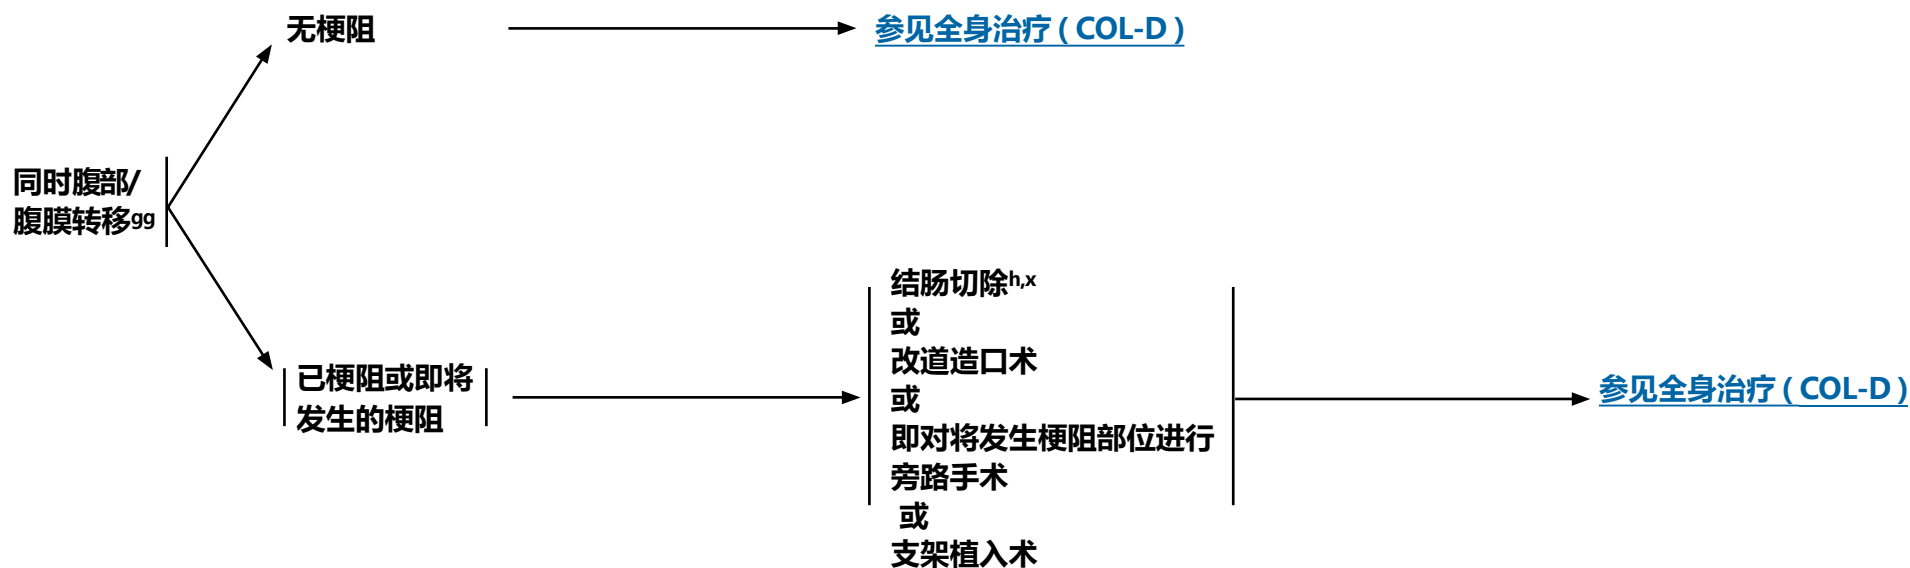 无梗阻
参见全身治疗 ( COL-D )
同时腹部/
腹膜转移gg
已梗阻或即将
发生的梗阻
结肠切除h,x
或
改道造口术
或
即对将发生梗阻部位进行
旁路手术
或
支架植入术
参见全身治疗 ( COL-D )